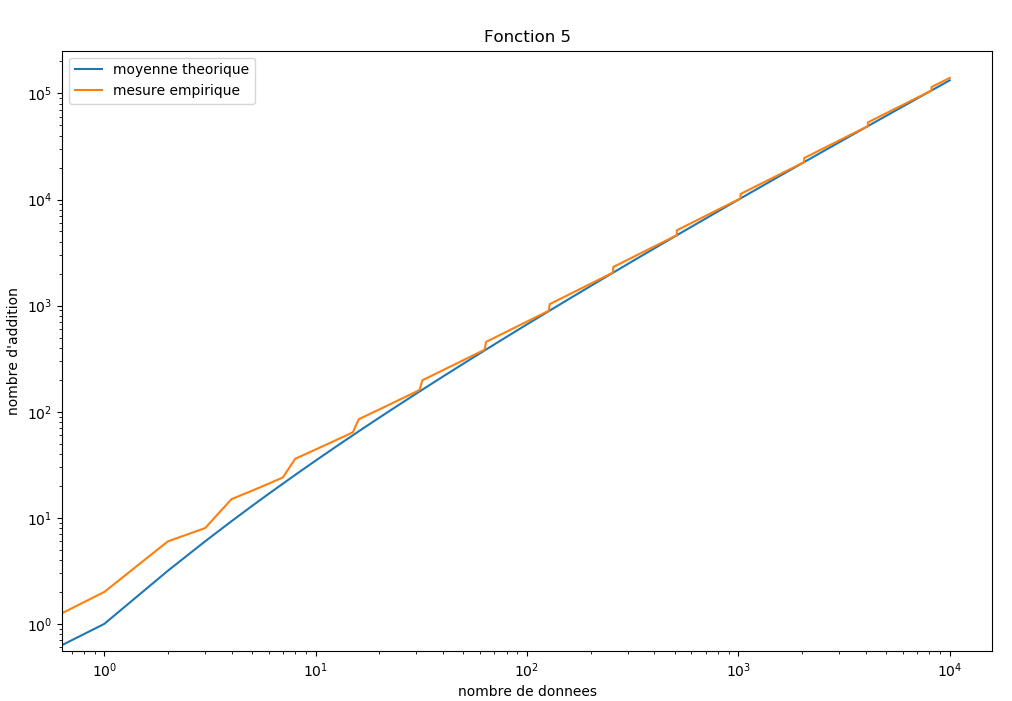 Fonction 5
moyenne theorique
mesure empirique
10^5
10^4
10^3
10^2
10^1
10^0
nombre d'addition
10^0 10^1 10^2 10^3 10^4
nombre de donnees